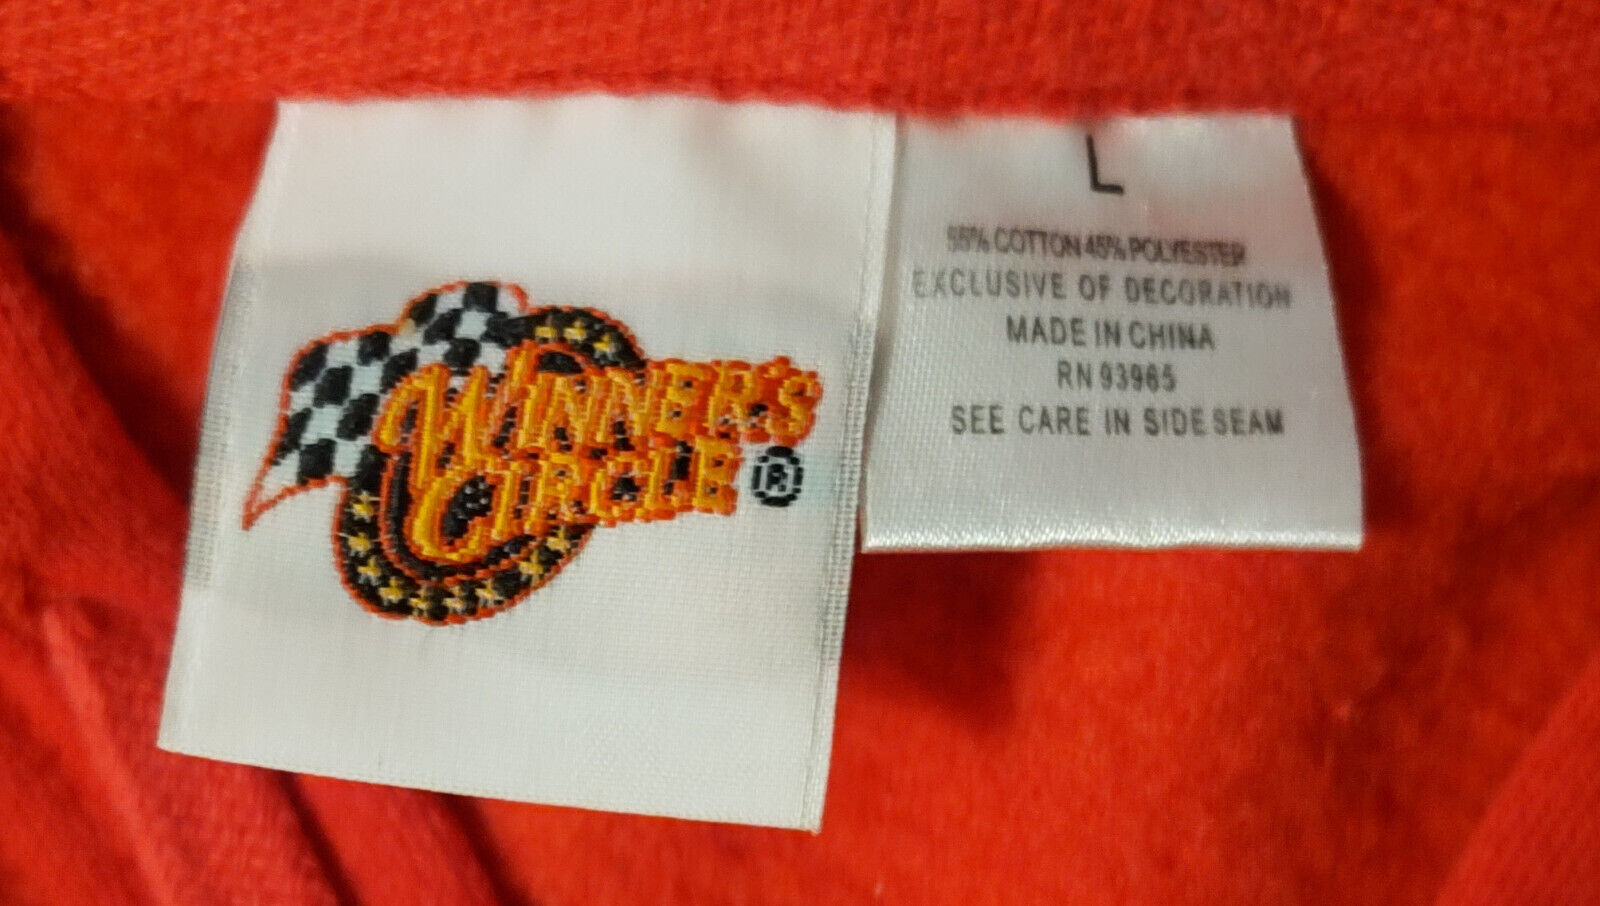 WINNER'S
CIRCLE ®
L
55% COTTON 45% POLYESTER
EXCLUSIVE OF DECORATION
MADE IN CHINA
RN 93965
SEE CARE IN SIDE SEAM